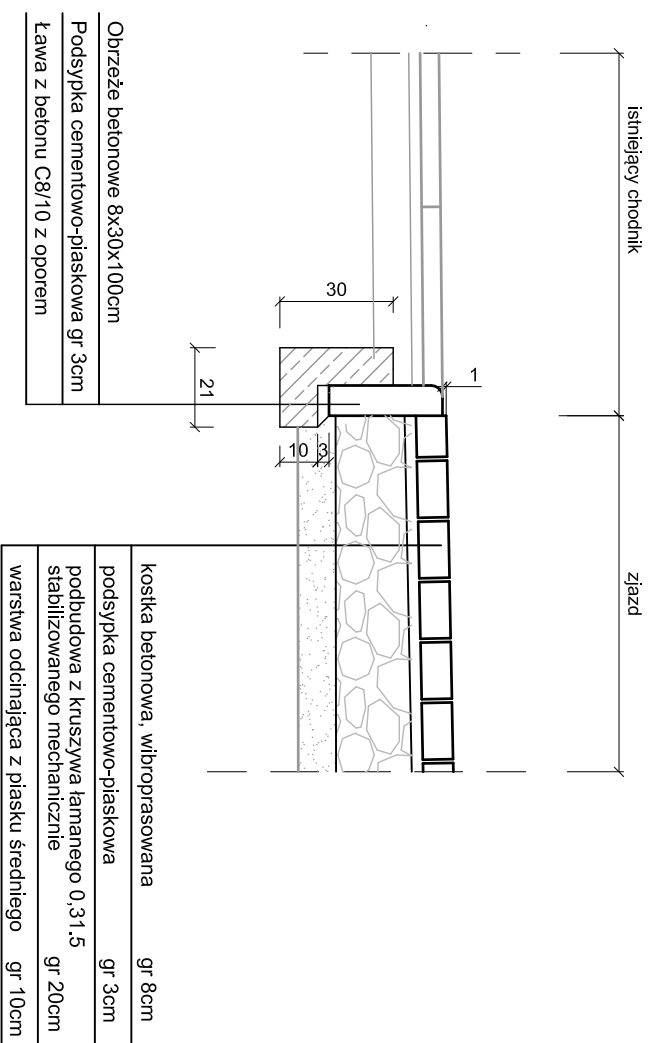 istniejący chodnik
zjazd
1
30
21
10
3
Obrzeże betonowe 8x30x100cm
Podsypka cementowo-piaskowa gr 3cm
Ława z betonu C8/10 z oporem
kostka betonowa, wibroprasowana gr 8cm
podsypka cementowo-piaskowa gr 3cm
podbudowa z kruszywa łamanego 0,31.5
stabilizowanego mechanicznie gr 20cm
warstwa odcinająca z piasku średniego gr 10cm